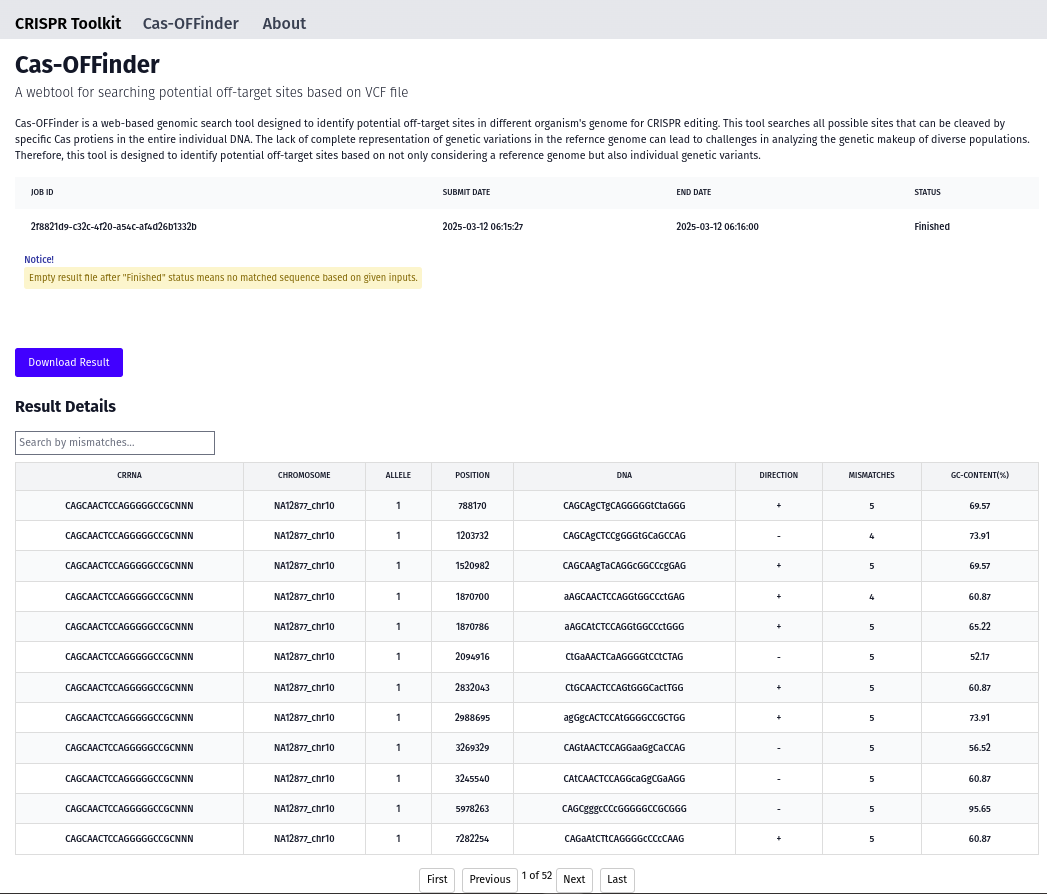 CRISPR Toolkit Cas-OFFinder About
Cas-OFFinder
A webtool for searching potential off-target sites based on VCF file
Cas-OFFinder is a web-based genomic search tool designed to identify potential off-target sites in different organism's genome for CRISPR editing. This tool searches all possible sites that can be cleaved by
specific Cas protiens in the entire individual DNA. The lack of complete representation of genetic variations in the refernce genome can lead to challenges in analyzing the genetic makeup of diverse populations.
Therefore, this tool is designed to identify potential off-target sites based on not only considering a reference genome but also individual genetic variants.
JOB ID SUBMIT DATE END DATE STATUS
2f8821d9-c32c-4f20-a54c-af4d26b1332b 2025-03-12 06:15:27 2025-03-12 06:16:00 Finished
Notice!
Empty result file after "Finished" status means no matched sequence based on given inputs.
Download Result
Result Details
Search by mismatches...
CRRNA CHROMOSOME ALLELE POSITION DNA DIRECTION MISMATCHES GC-CONTENT(%)
CAGCAACTCCAGGGGGCCGCNNN NA12877_chr10 1 788170 CAGCAgCTgCAGGGGGtCtaGGG + 5 69.57
CAGCAACTCCAGGGGGCCGCNNN NA12877_chr10 1 1203732 CAGCAgCTCCgGGGtGCaGCCAG - 4 73.91
CAGCAACTCCAGGGGGCCGCNNN NA12877_chr10 1 1520982 CAGCAAgTaCAGGcGGCCcgGAG + 5 69.57
CAGCAACTCCAGGGGGCCGCNNN NA12877_chr10 1 1870700 aAGCAACTCCAGGtGGCCctGAG + 4 60.87
CAGCAACTCCAGGGGGCCGCNNN NA12877_chr10 1 1870786 aAGCAtCTCCAGGtGGCCctGGG + 5 65.22
CAGCAACTCCAGGGGGCCGCNNN NA12877_chr10 1 2094916 CtGaAACTCaAGGGGtCCtCTAG - 5 52.17
CAGCAACTCCAGGGGGCCGCNNN NA12877_chr10 1 2832043 CtGCAACTCCAGtGGGCactTGG + 5 60.87
CAGCAACTCCAGGGGGCCGCNNN NA12877_chr10 1 2988695 agGgcACTCCAtGGGGCCGCTGG + 5 73.91
CAGCAACTCCAGGGGGCCGCNNN NA12877_chr10 1 3269329 CAGtAACTCCAGGaaGgCaCCAG - 5 56.52
CAGCAACTCCAGGGGGCCGCNNN NA12877_chr10 1 3245540 CAtCAACTCCAGGcaGgCGaAGG - 5 60.87
CAGCAACTCCAGGGGGCCGCNNN NA12877_chr10 1 5978263 CAGCgggcCCcGGGGGCCGCGGG - 5 95.65
CAGCAACTCCAGGGGGCCGCNNN NA12877_chr10 1 7282254 CAGaAtCTtCAGGGGcCCcCAAG + 5 60.87
First Previous 1 of 52 Next Last